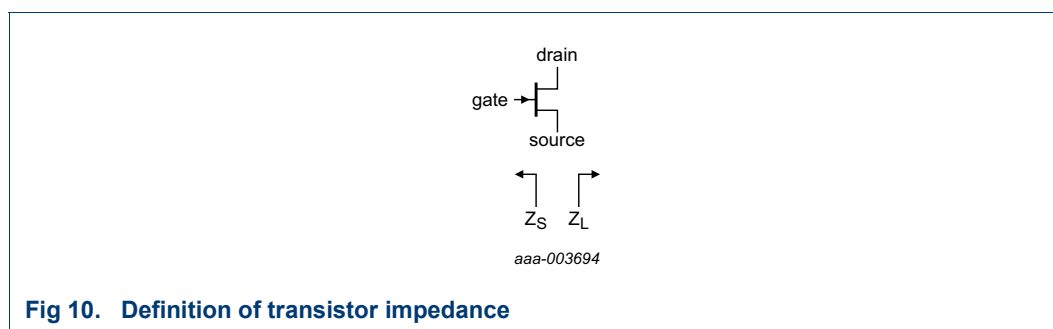 drain
gate
source
ZS ZL
aaa-003694
Fig 10. Definition of transistor impedance